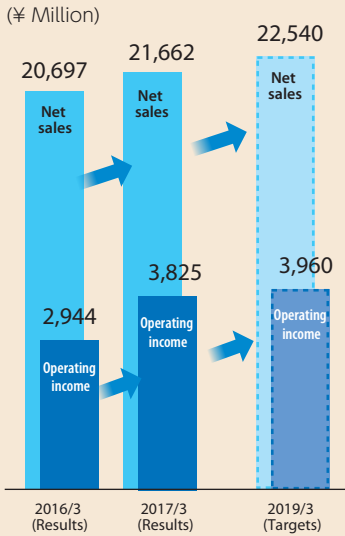 (¥ Million)
20,697
21,662
22,540
Net
sales
Net
sales
Net
sales
2,944
3,825
3,960
Operating
income
Operating
income
Operating
income
2016/3
(Results)
2017/3
(Results)
2019/3
(Targets)